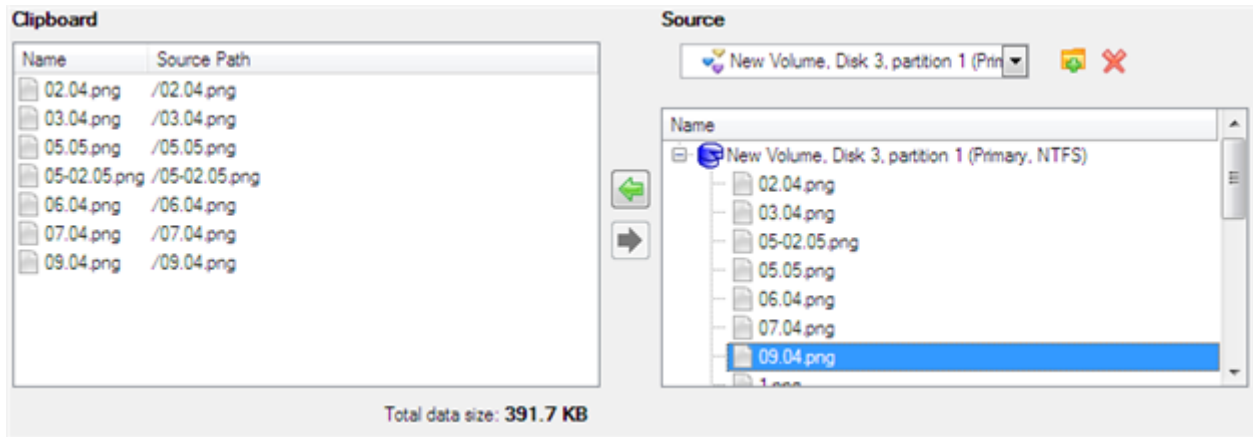 Clipboard
Name Source Path
02.04.png /02.04.png
03.04.png /03.04.png
05.05.png /05.05.png
05-02.05.png /05-02.05.png
06.04.png /06.04.png
07.04.png /07.04.png
09.04.png /09.04.png
Total data size: 391.7 KB
Source
New Volume, Disk 3, partition 1 (Prin
Name
New Volume, Disk 3, partition 1 (Primary, NTFS)
02.04.png
03.04.png
05-02.05.png
05.05.png
06.04.png
07.04.png
09.04.png
1.png